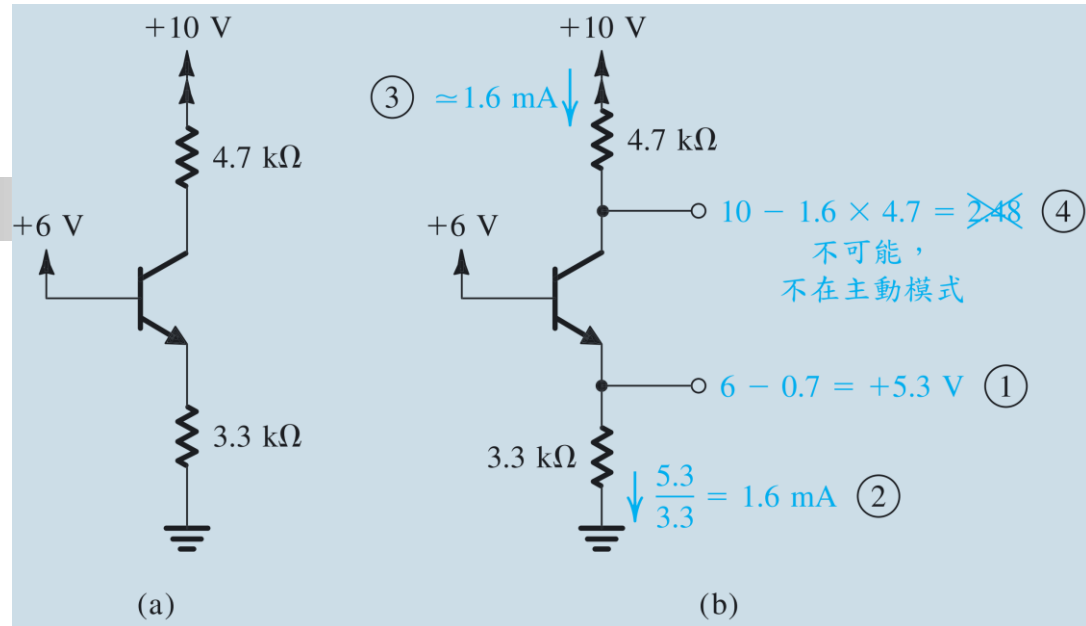 +10 V
4.7 kΩ
+6 V
3.3 kΩ
(a)
+10 V
③ ≃1.6 mA
4.7 kΩ
+6 V
10 − 1.6 × 4.7 = 2.48 ④
不可能，
不在主動模式
6 − 0.7 = +5.3 V ①
3.3 kΩ
5.3
3.3
= 1.6 mA ②
(b)